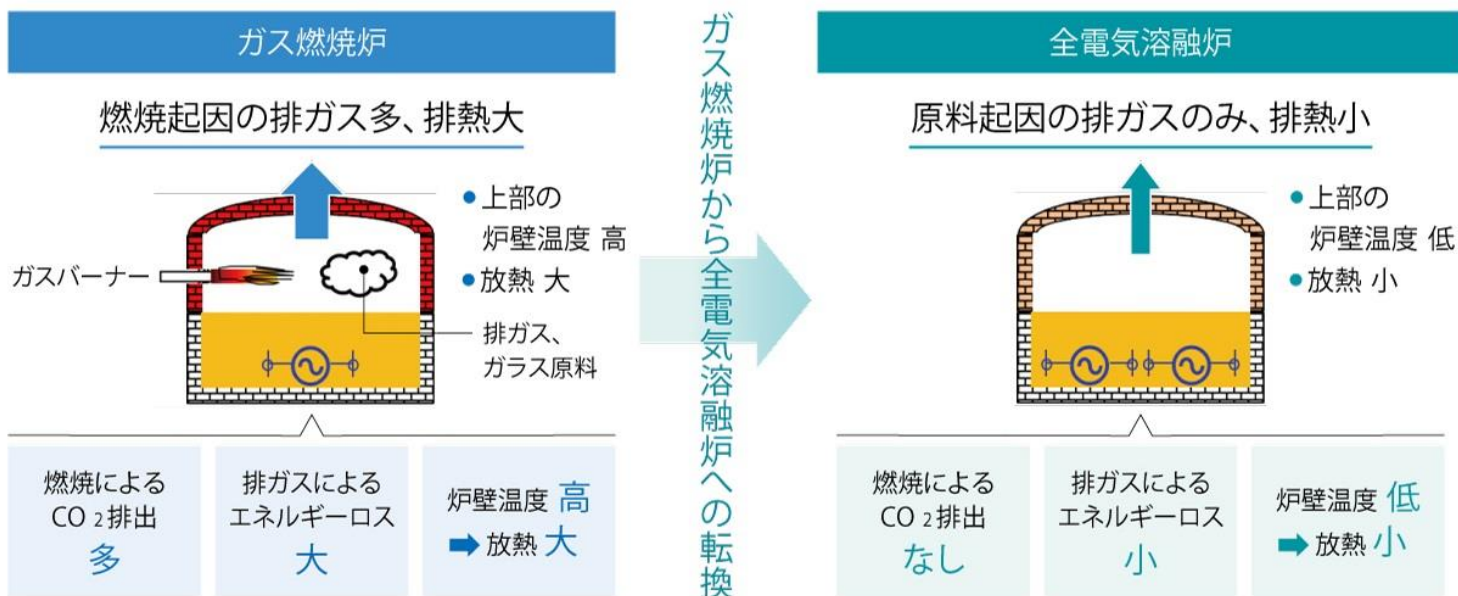 ガス燃焼炉
燃焼起因の排ガス多、排熱大
ガスバーナー
●上部の
炉壁温度 高
●放熱 大
排ガス、
ガラス原料
燃焼による
CO₂排出
多
排ガスによる
エネルギーロス
大
炉壁温度 高
➡ 放熱 大
ガス燃焼炉から全電気溶融炉への転換
全電気溶融炉
原料起因の排ガスのみ、排熱小
●上部の
炉壁温度 低
●放熱 小
燃焼による
CO₂排出
なし
排ガスによる
エネルギーロス
小
炉壁温度 低
➡ 放熱 小